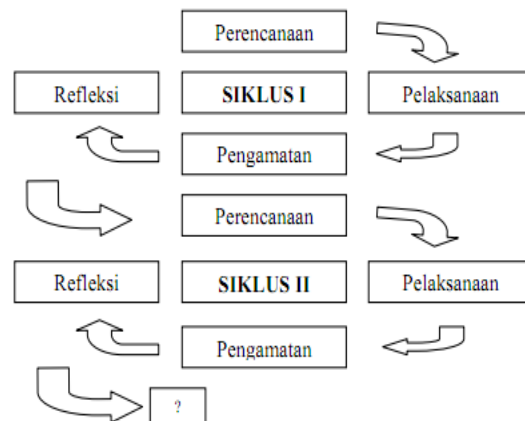 Perencanaan
Refleksi
SIKLUS I
Pelaksanaan
Pengamatan
Perencanaan
Refleksi
SIKLUS II
Pelaksanaan
Pengamatan
?